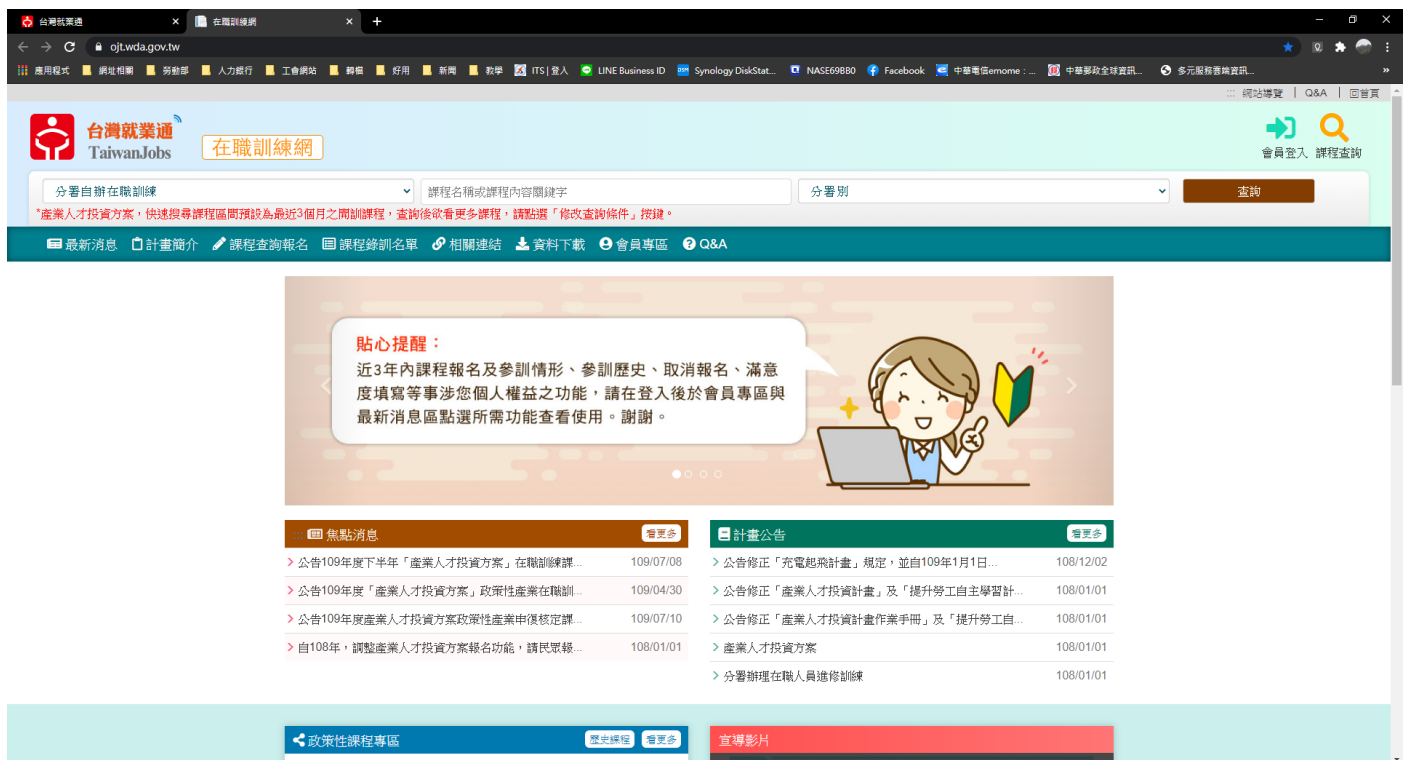 台灣就業通
在職訓練網
ojt.wda.gov.tw
應用程式 網址相關 勞動部 人力銀行 工會網站 歸檔 好用 新聞 教學 ITS | 登入 LINE Business ID Synology DiskStat... NASE69BB0 Facebook 中華電信emome：... 中華郵政全球資訊... 多元服務雲端資訊... »
::: 網站導覽 | Q&A | 回首頁
台灣就業通
TaiwanJobs
在職訓練網
會員登入 課程查詢
分署自辦在職訓練 課程名稱或課程內容關鍵字 分署別 查詢
*產業人才投資方案，快速搜尋課程區間預設為最近3個月之開訓課程，查詢後欲看更多課程，請點選「修改查詢條件」按鍵。
最新消息 計畫簡介 課程查詢報名 課程錄訓名單 相關連結 資料下載 會員專區 Q&A
貼心提醒：
近3年內課程報名及參訓情形、參訓歷史、取消報名、滿意
度填寫等事涉您個人權益之功能，請在登入後於會員專區與
最新消息區點選所需功能查看使用。謝謝。
::: 焦點消息 看更多
公告109年度下半年「產業人才投資方案」在職訓練課... 109/07/08
公告109年度「產業人才投資方案」政策性產業在職訓... 109/04/30
公告109年度產業人才投資方案政策性產業申復核定課... 109/07/10
自108年，調整產業人才投資方案報名功能，請民眾報... 108/01/01
計畫公告 看更多
公告修正「充電起飛計畫」規定，並自109年1月1日... 108/12/02
公告修正「產業人才投資計畫」及「提升勞工自主學習計... 108/01/01
公告修正「產業人才投資計畫作業手冊」及「提升勞工自... 108/01/01
產業人才投資方案 108/01/01
分署辦理在職人員進修訓練 108/01/01
政策性課程專區 歷史課程 看更多
宣導影片